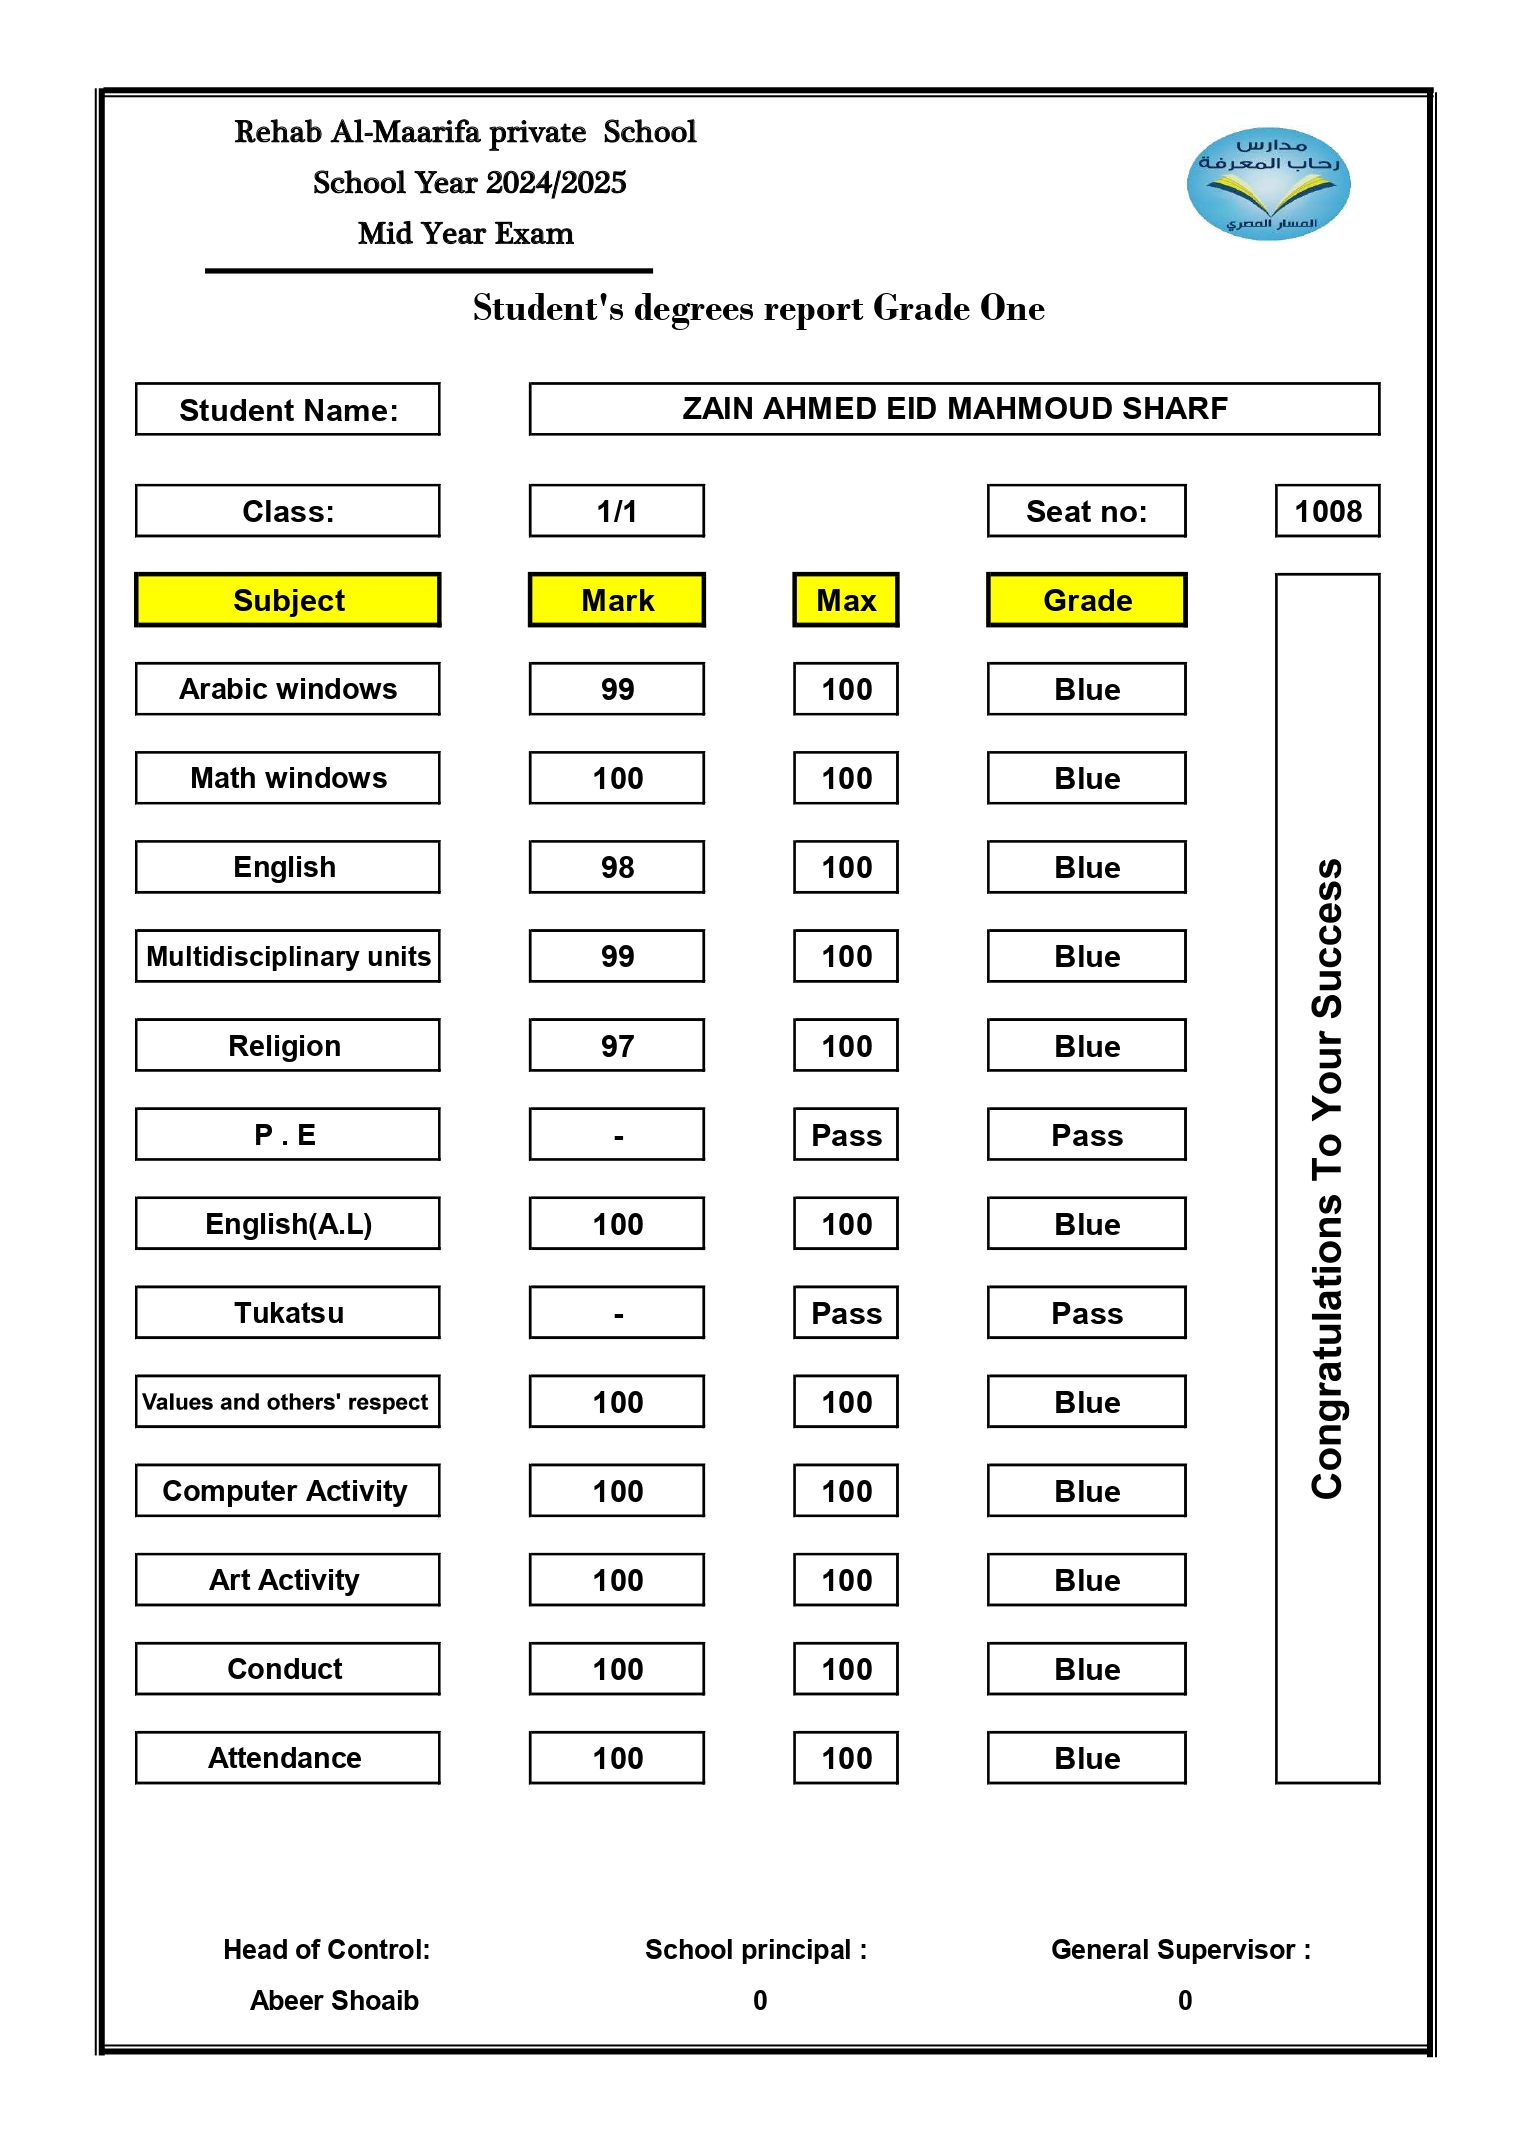 Rehab Al-Maarifa private School
School Year 2024/2025
Mid Year Exam
مدارس
رحاب المعرفة
المسار المصري
Student's degrees report Grade One
Student Name: ZAIN AHMED EID MAHMOUD SHARF
Class: 1/1 Seat no: 1008
Subject Mark Max Grade
Arabic windows 99 100 Blue
Math windows 100 100 Blue
English 98 100 Blue
Multidisciplinary units 99 100 Blue
Religion 97 100 Blue
P . E - Pass Pass
English(A.L) 100 100 Blue
Tukatsu - Pass Pass
Values and others' respect 100 100 Blue
Computer Activity 100 100 Blue
Art Activity 100 100 Blue
Conduct 100 100 Blue
Attendance 100 100 Blue
Congratulations To Your Success
Head of Control: School principal : General Supervisor :
Abeer Shoaib 0 0